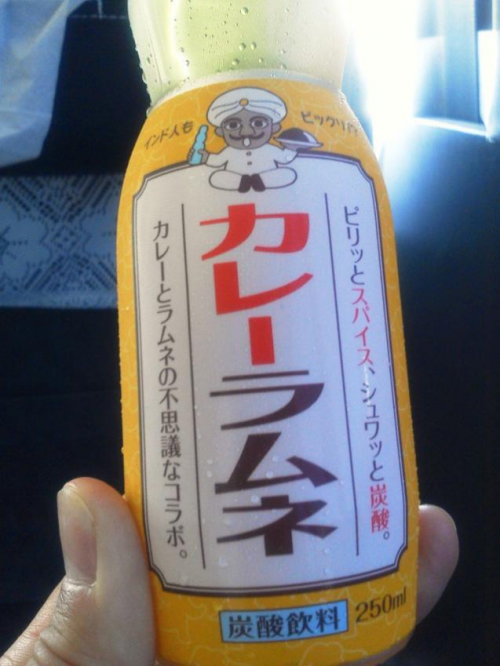 インド人も
ビックリ!?
カレーラムネ
ピリッとスパイス、シュワッと炭酸。
カレーとラムネの不思議なコラボ。
炭酸飲料
250ml